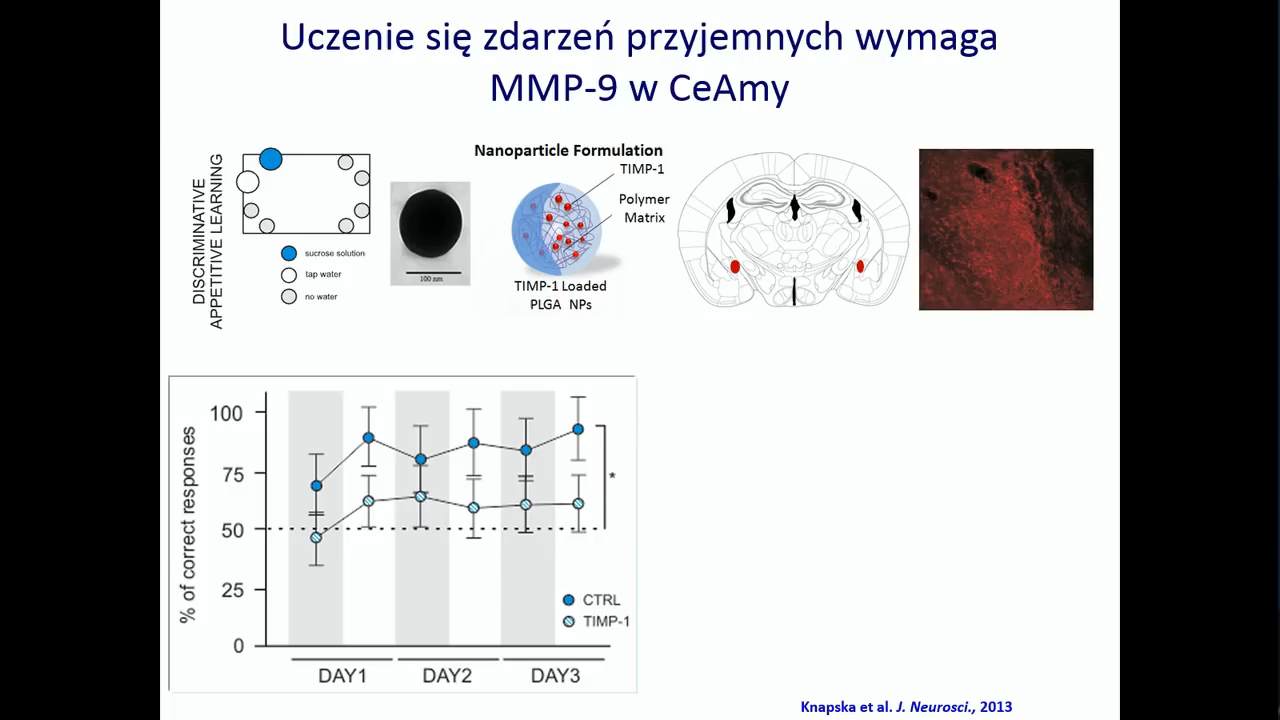 Uczenie się zdarzeń przyjemnych wymaga
MMP-9 w CeAmy
DISCRIMINATIVE
APPETITIVE LEARNING
sucrose solution
tap water
no water
100 nm
Nanoparticle Formulation
TIMP-1
Polymer
Matrix
TIMP-1 Loaded
PLGA NPs
% of correct responses
100
75
50
25
0
*
CTRL
TIMP-1
DAY1
DAY2
DAY3
Knapska et al. J. Neurosci., 2013